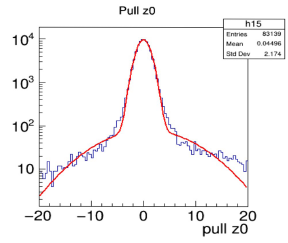 Pull z0
h15
Entries 83139
Mean 0.04496
Std Dev 2.174
10⁴
10³
10²
10
−20 −10 0 10 20
pull z0